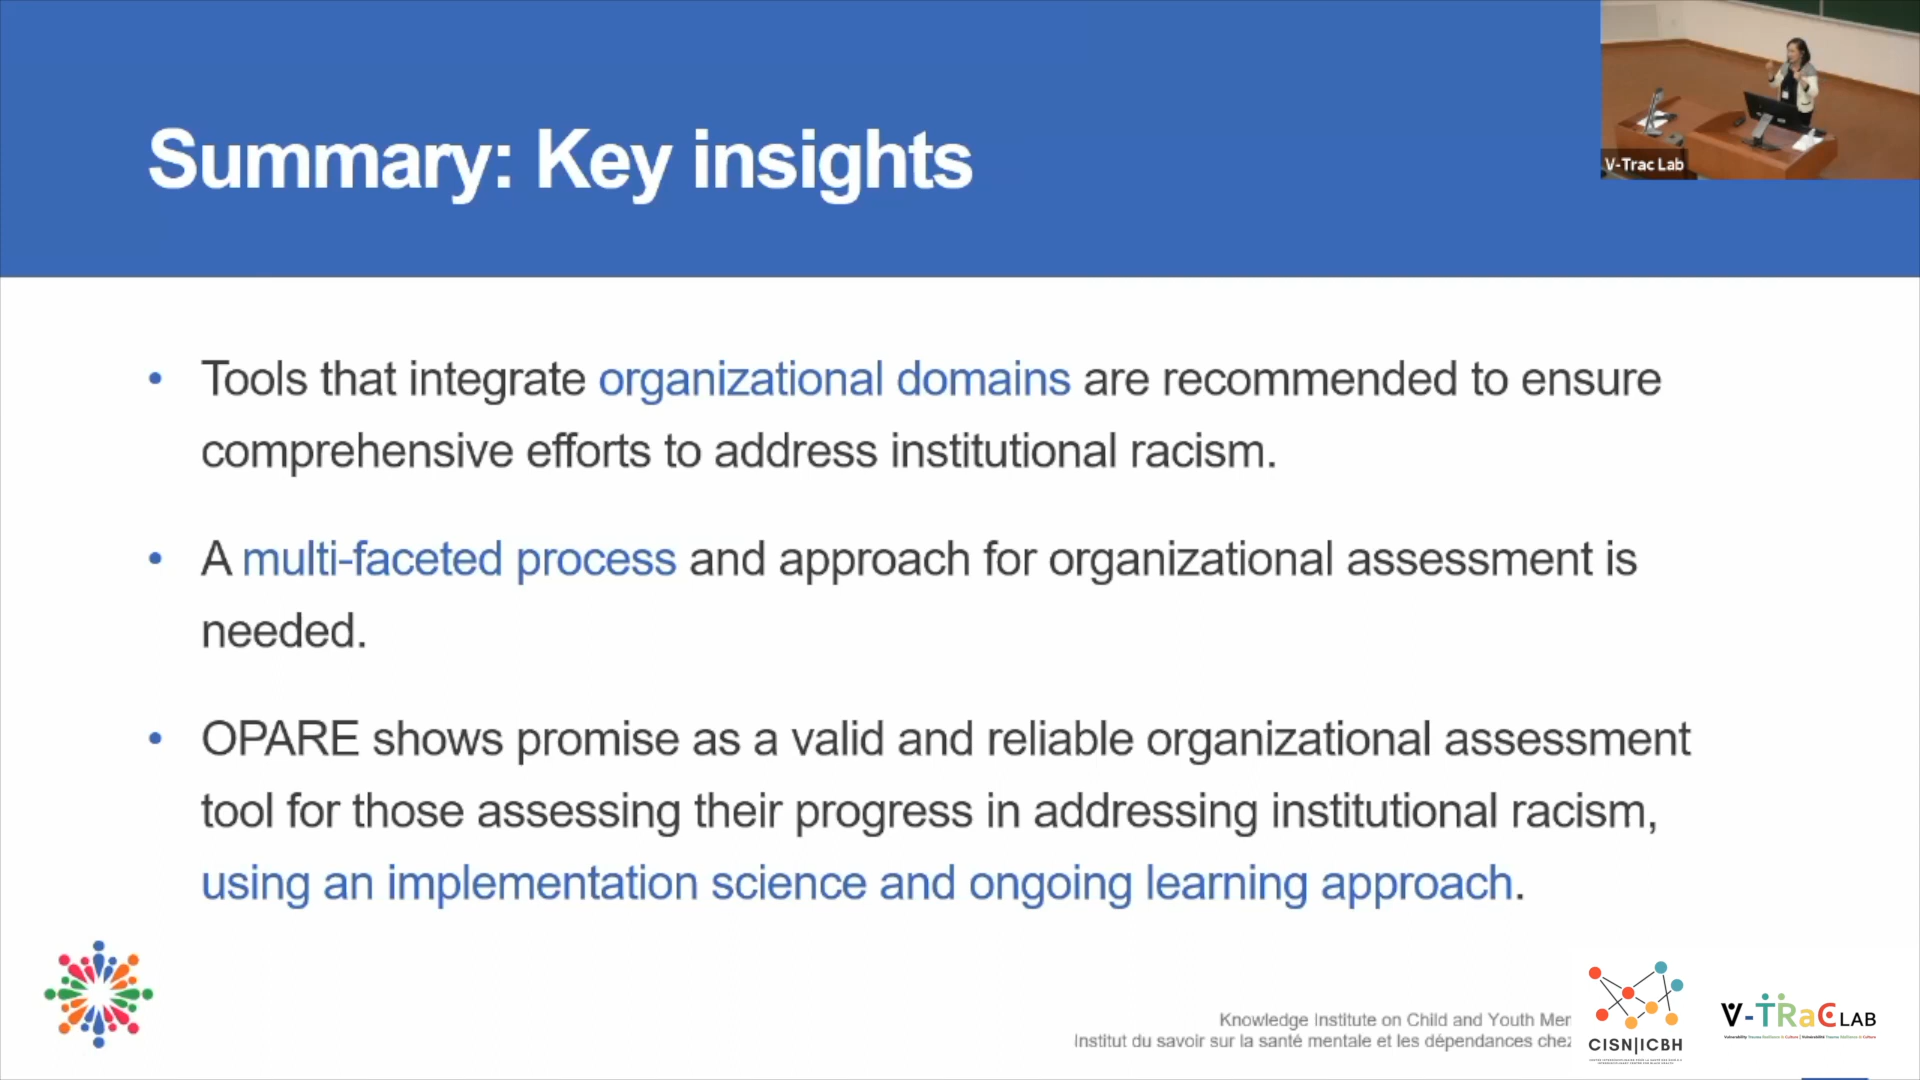 Summary: Key insights
V-Trac Lab
• Tools that integrate organizational domains are recommended to ensure
comprehensive efforts to address institutional racism.
• A multi-faceted process and approach for organizational assessment is
needed.
• OPARE shows promise as a valid and reliable organizational assessment
tool for those assessing their progress in addressing institutional racism,
using an implementation science and ongoing learning approach.
Knowledge Institute on Child and Youth Men
Institut du savoir sur la santé mentale et les dépendances chez
CISN|ICBH
V-TRaC LAB